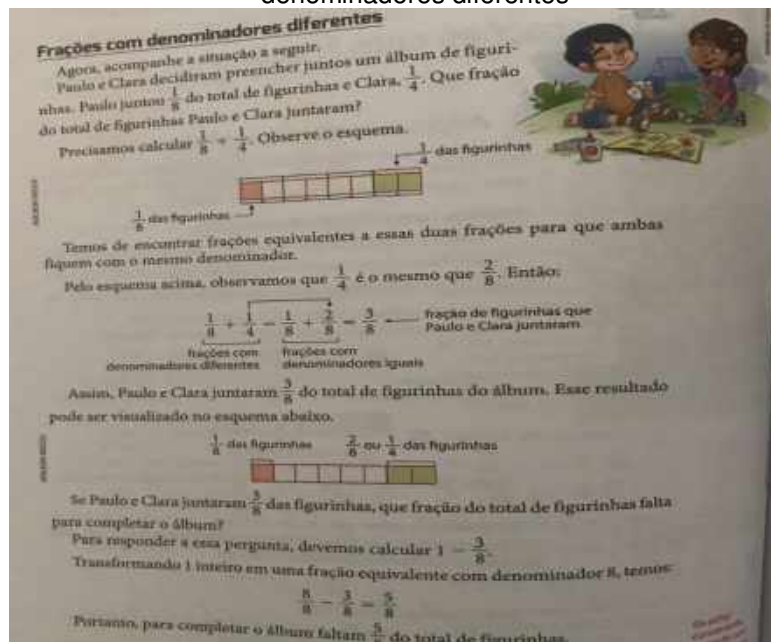 denominadores diferentes
Frações com denominadores diferentes
Agora, acompanhe a situação a seguir.
Paulo e Clara decidiram preencher juntos um álbum de figuri-
nhas. Paulo juntou 1/8 do total de figurinhas e Clara, 1/4. Que fração
do total de figurinhas Paulo e Clara juntaram?
Precisamos calcular 1/8 + 1/4. Observe o esquema.
1/4 das figurinhas
1/8 das figurinhas
Temos de encontrar frações equivalentes a essas duas frações para que ambas
fiquem com o mesmo denominador.
Pelo esquema acima, observamos que 1/4 é o mesmo que 2/8. Então:
1/8 + 1/4 = 1/8 + 2/8 = 3/8
fração de figurinhas que
Paulo e Clara juntaram
frações com denominadores diferentes
frações com denominadores iguais
Assim, Paulo e Clara juntaram 3/8 do total de figurinhas do álbum. Esse resultado
pode ser visualizado no esquema abaixo.
1/8 das figurinhas 2/8 ou 1/4 das figurinhas
Se Paulo e Clara juntaram 3/8 das figurinhas, que fração do total de figurinhas falta
para completar o álbum?
Para responder a essa pergunta, devemos calcular 1 − 3/8.
Transformando 1 inteiro em uma fração equivalente com denominador 8, temos:
8/8 − 3/8 = 5/8
Portanto, para completar o álbum faltam 5/8 do total de figurinhas.